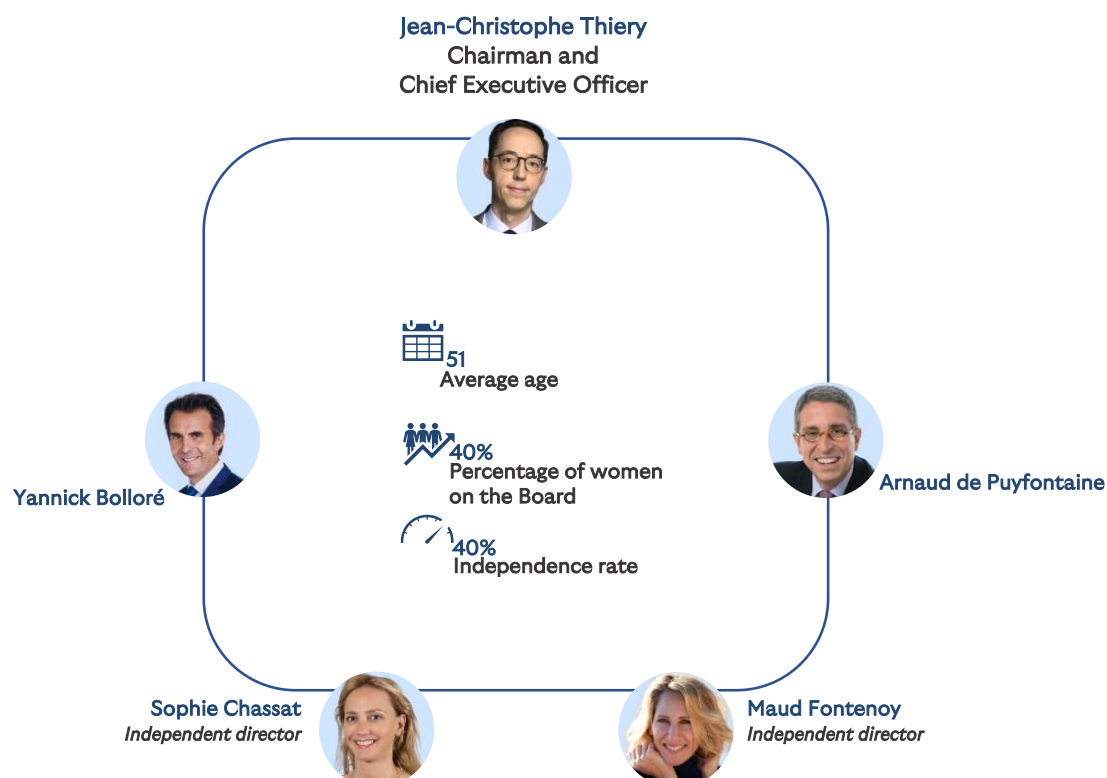 Jean-Christophe Thiery
Chairman and
Chief Executive Officer
51
Average age
40%
Percentage of women
on the Board
Yannick Bolloré
Arnaud de Puyfontaine
40%
Independence rate
Sophie Chassat
Independent director
Maud Fontenoy
Independent director